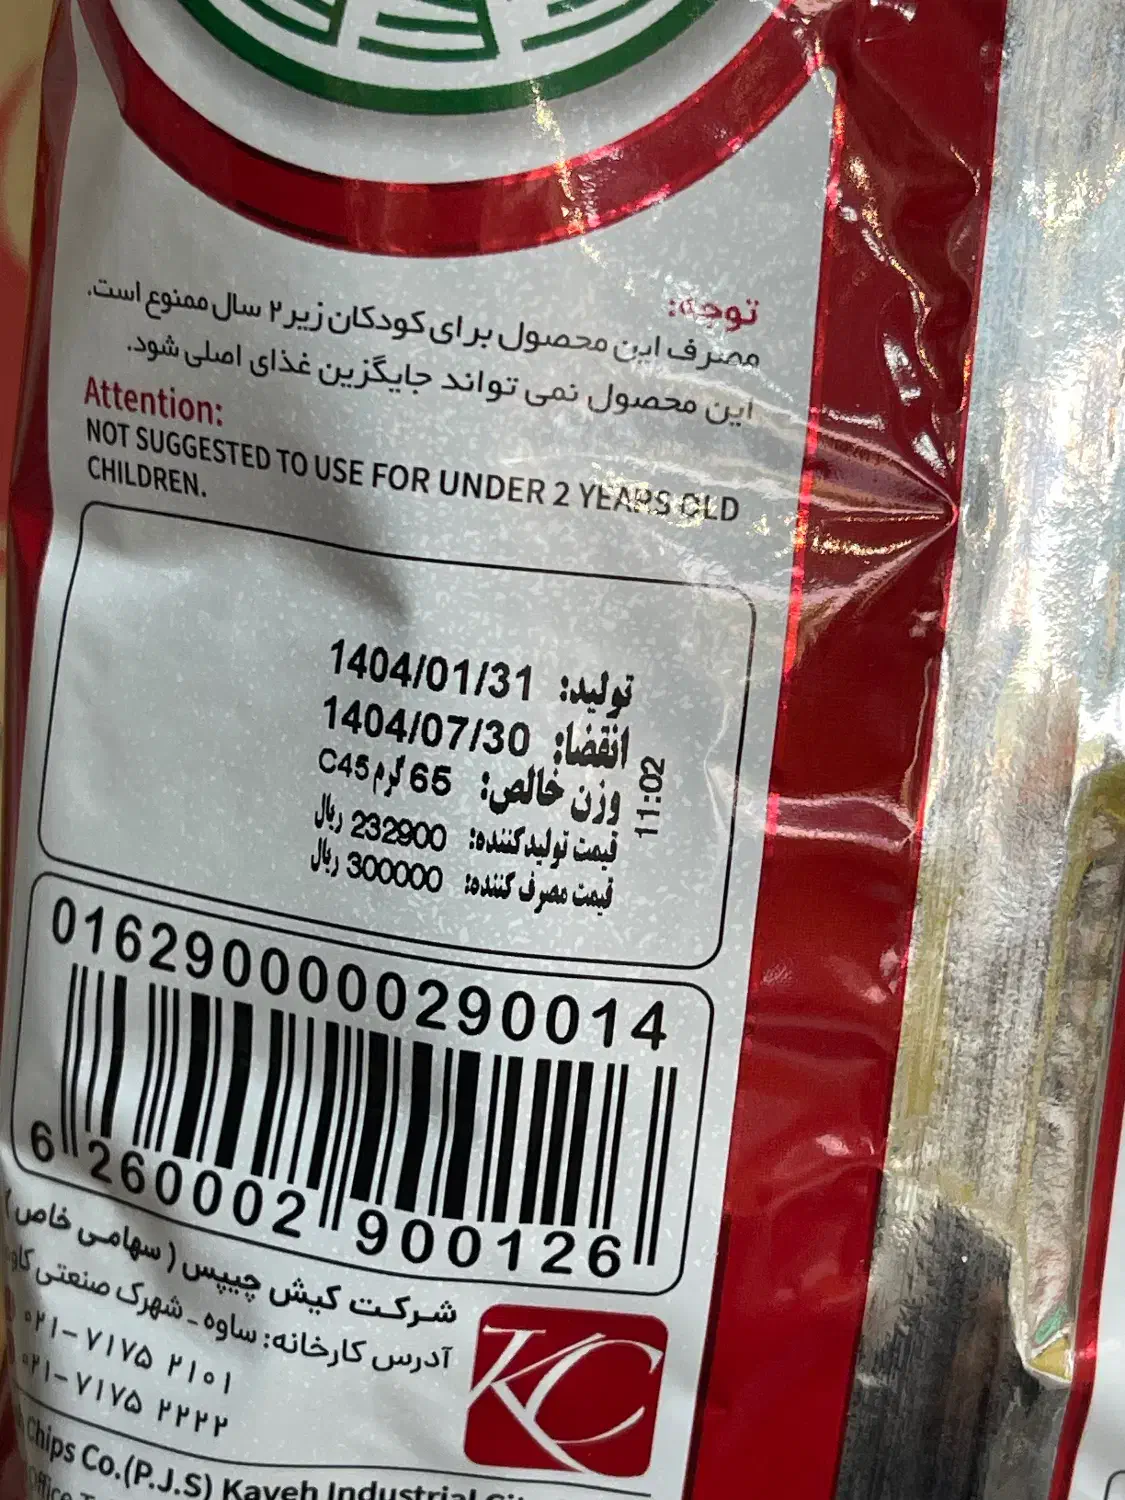 توجه:
مصرف این محصول برای کودکان زیر ۲ سال ممنوع است.
این محصول نمی تواند جایگزین غذای اصلی شود.
Attention:
NOT SUGGESTED TO USE FOR UNDER 2 YEARS OLD
CHILDREN.
تولید: 1404/01/31
انقضا: 1404/07/30
وزن خالص: 65 گرم C45
قیمت تولیدکننده: 232900 ریال
قیمت مصرف کننده: 300000 ریال
11:02
01629000000290014
6 260002 900126
شرکت کیش چیپس ( سهامی خاص )
آدرس کارخانه: ساوه - شهرک صنعتی
۰۲۱-۷۱۷۵ ۲۱۰۱
۰۲۱-۷۱۷۵ ۲۲۲۲
KC
Chips Co.(P.J.S) Kaveh Industrial